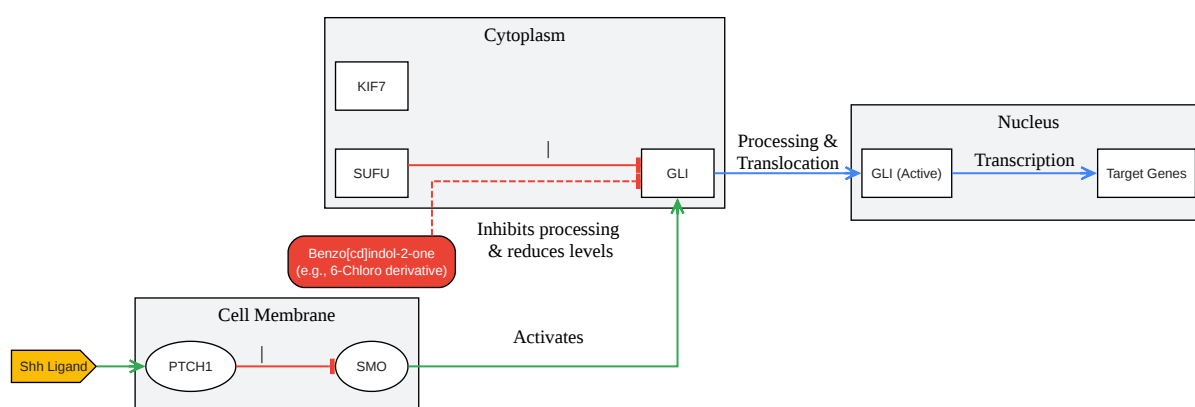 Cytoplasm
KIF7
SUFU
|
GLI
Processing &
Translocation
Nucleus
GLI (Active)
Transcription
Target Genes
Inhibits processing
& reduces levels
Benzo[cd]indol-2-one
(e.g., 6-Chloro derivative)
Cell Membrane
Shh Ligand
PTCH1
|
SMO
Activates